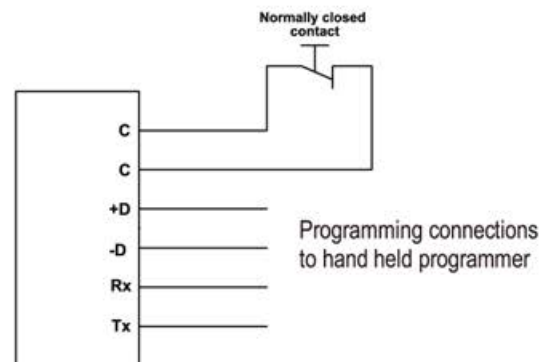 Normally closed
contact
C
C
+D
-D
Rx
Tx
Programming connections
to hand held programmer